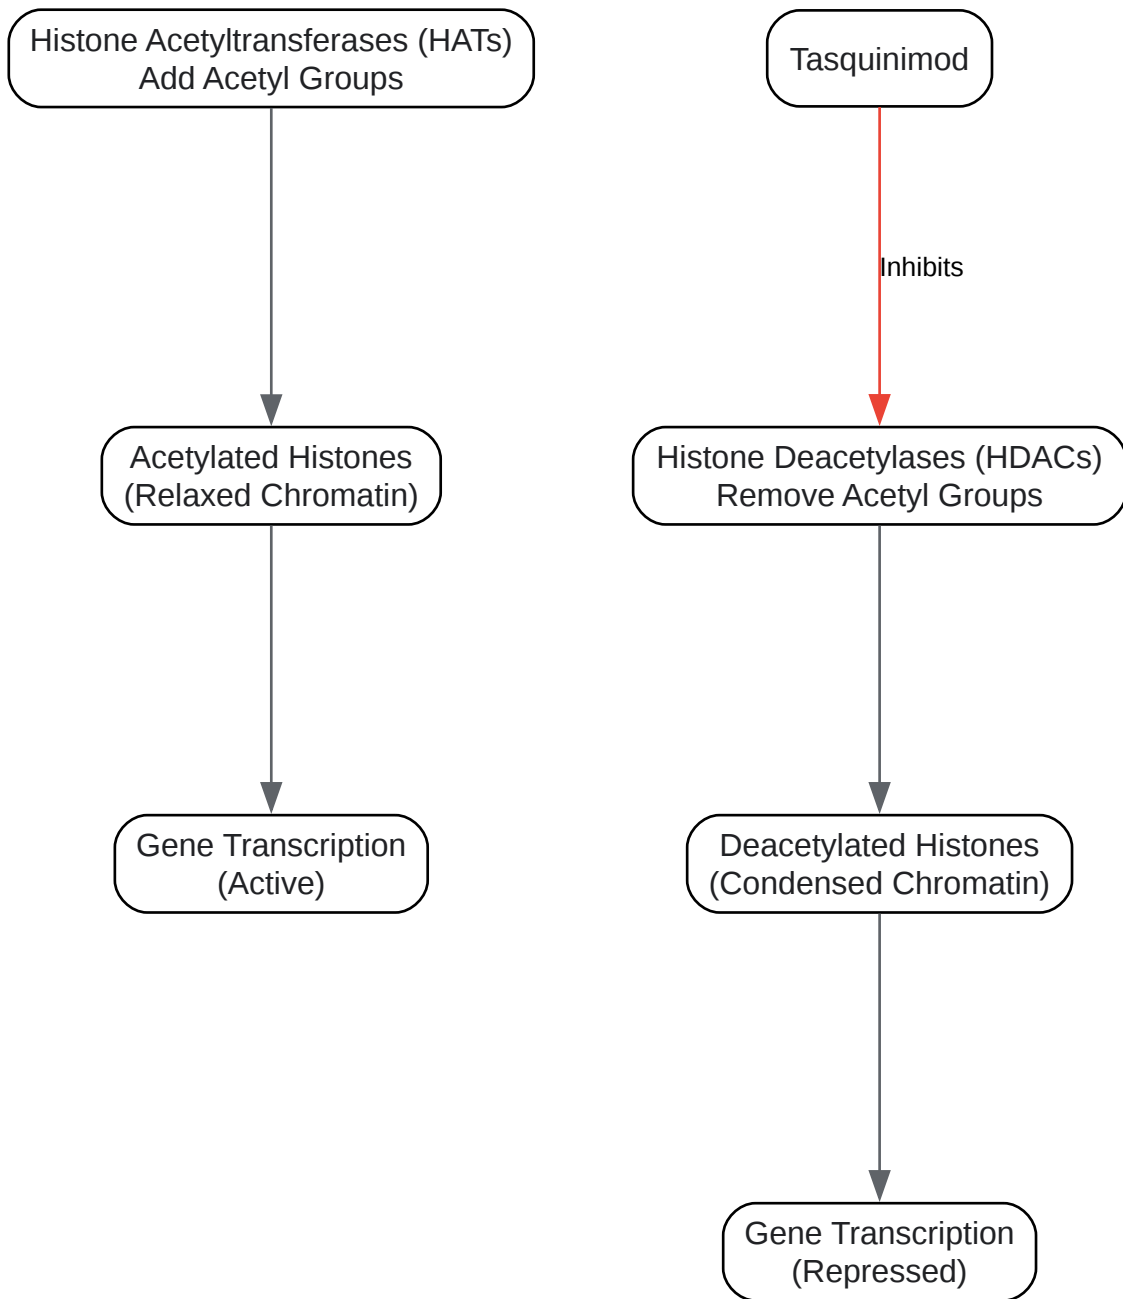 Histone Acetyltransferases (HATs)
Add Acetyl Groups
Tasquinimod
Inhibits
Acetylated Histones
(Relaxed Chromatin)
Histone Deacetylases (HDACs)
Remove Acetyl Groups
Gene Transcription
(Active)
Deacetylated Histones
(Condensed Chromatin)
Gene Transcription
(Repressed)